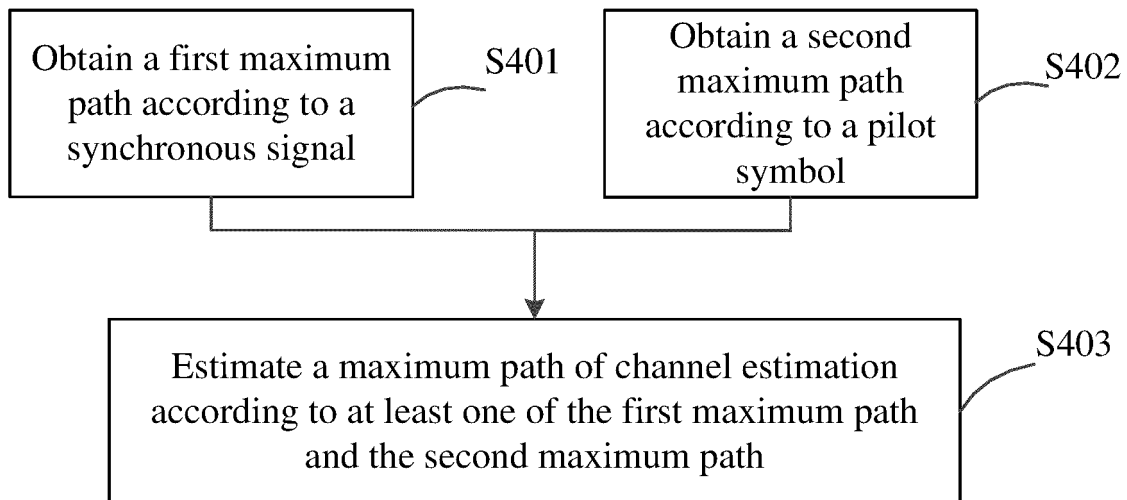 Obtain a first maximum
path according to a
synchronous signal
S401
Obtain a second
maximum path
according to a pilot
symbol
S402
Estimate a maximum path of channel estimation
according to at least one of the first maximum path
and the second maximum path
S403